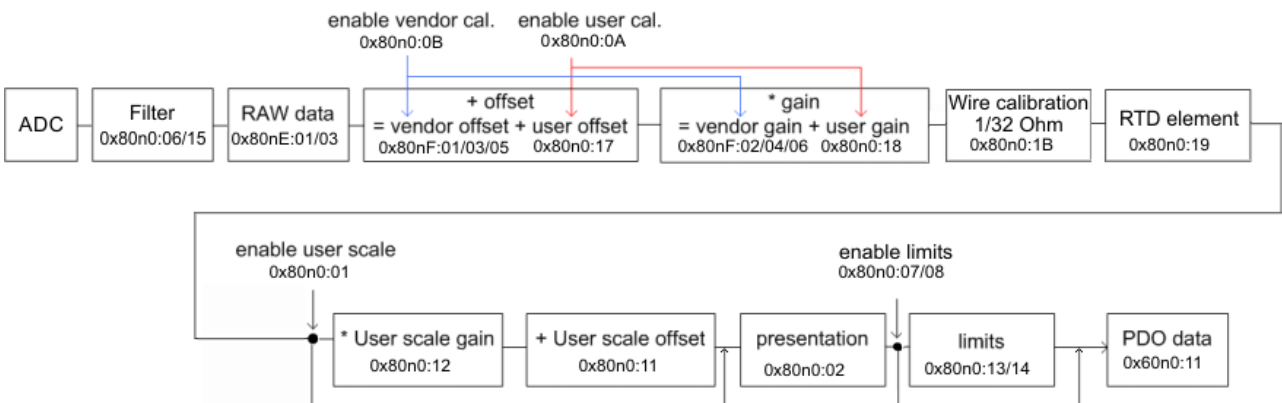 enable vendor cal.
0x80n0:0B
enable user cal.
0x80n0:0A
ADC
Filter
0x80n0:06/15
RAW data
0x80nE:01/03
+ offset
= vendor offset + user offset
0x80nF:01/03/05 0x80n0:17
* gain
= vendor gain + user gain
0x80nF:02/04/06 0x80n0:18
Wire calibration
1/32 Ohm
0x80n0:1B
RTD element
0x80n0:19
enable user scale
0x80n0:01
enable limits
0x80n0:07/08
* User scale gain
0x80n0:12
+ User scale offset
0x80n0:11
presentation
0x80n0:02
limits
0x80n0:13/14
PDO data
0x60n0:11